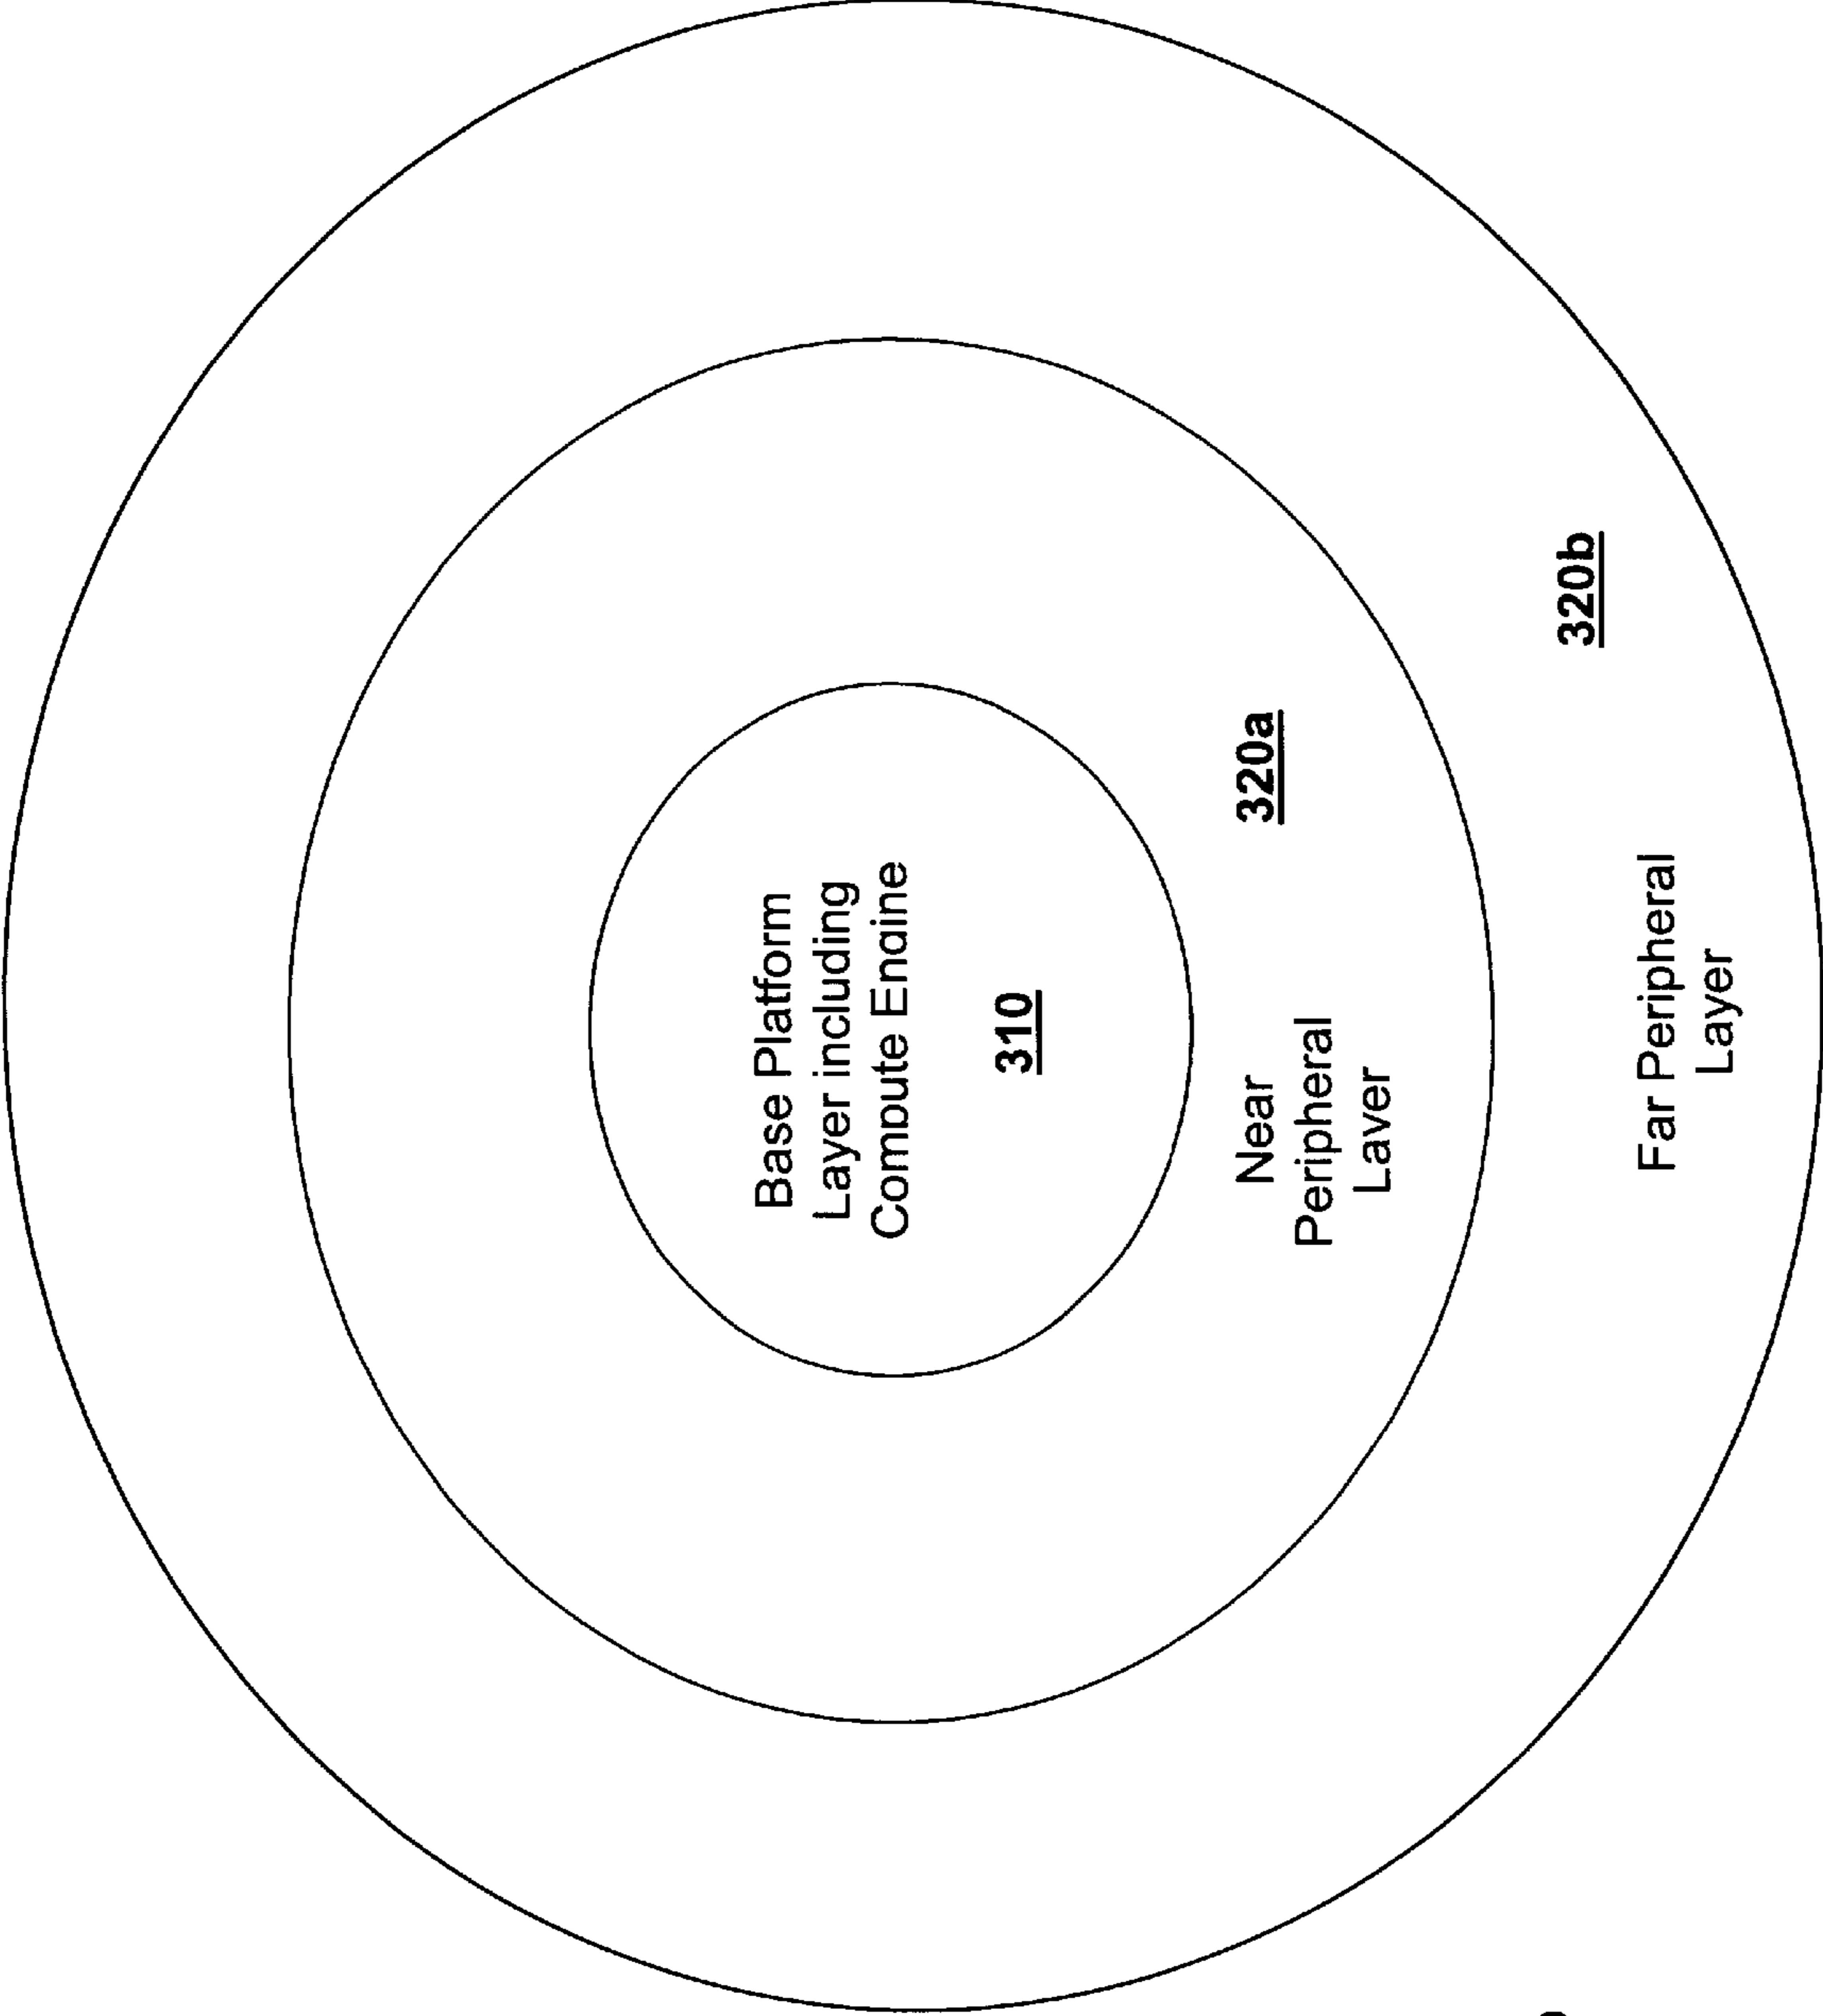 Base Platform
Layer including
Compute Engine
310
320a
Near
Peripheral
Layer
320b
Far Peripheral
Layer